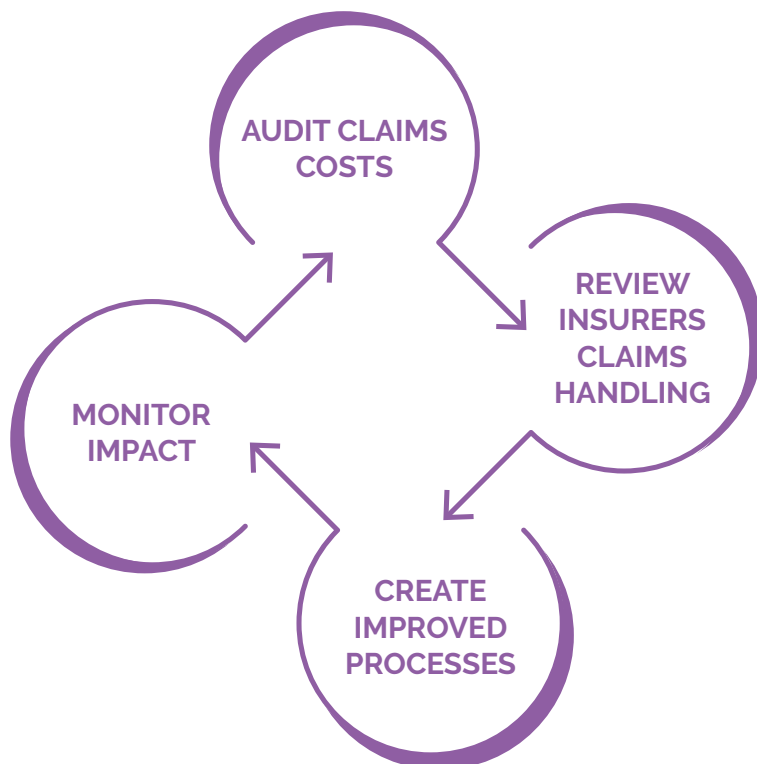 AUDIT CLAIMS
COSTS
REVIEW
INSURERS
CLAIMS
HANDLING
CREATE
IMPROVED
PROCESSES
MONITOR
IMPACT